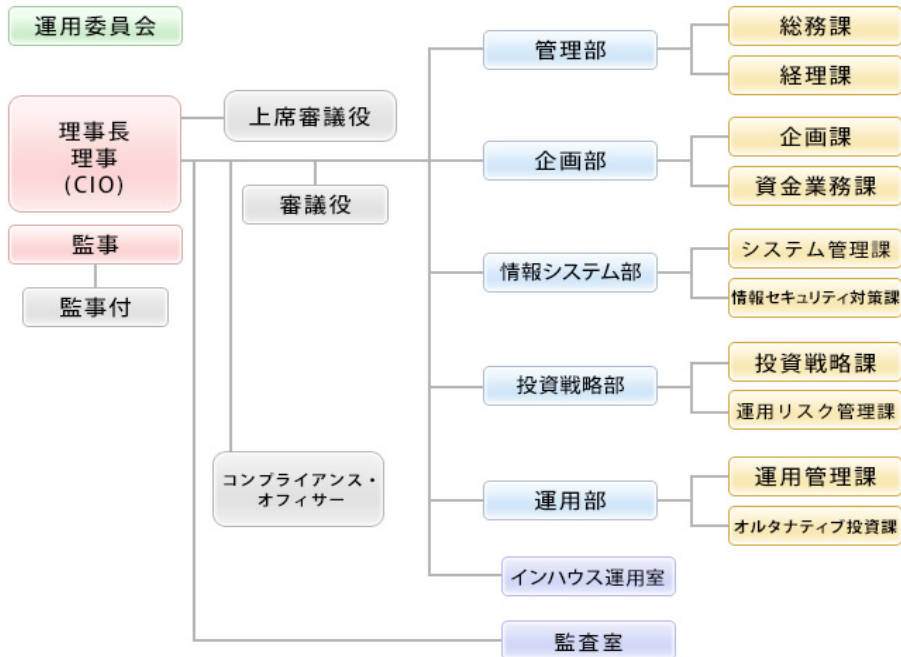 運用委員会
理事長
理事
(CIO)
監事
監事付
上席審議役
審議役
コンプライアンス・
オフィサー
管理部
総務課
経理課
企画部
企画課
資金業務課
情報システム部
システム管理課
情報セキュリティ対策課
投資戦略部
投資戦略課
運用リスク管理課
運用部
運用管理課
オルタナティブ投資課
インハウス運用室
監査室